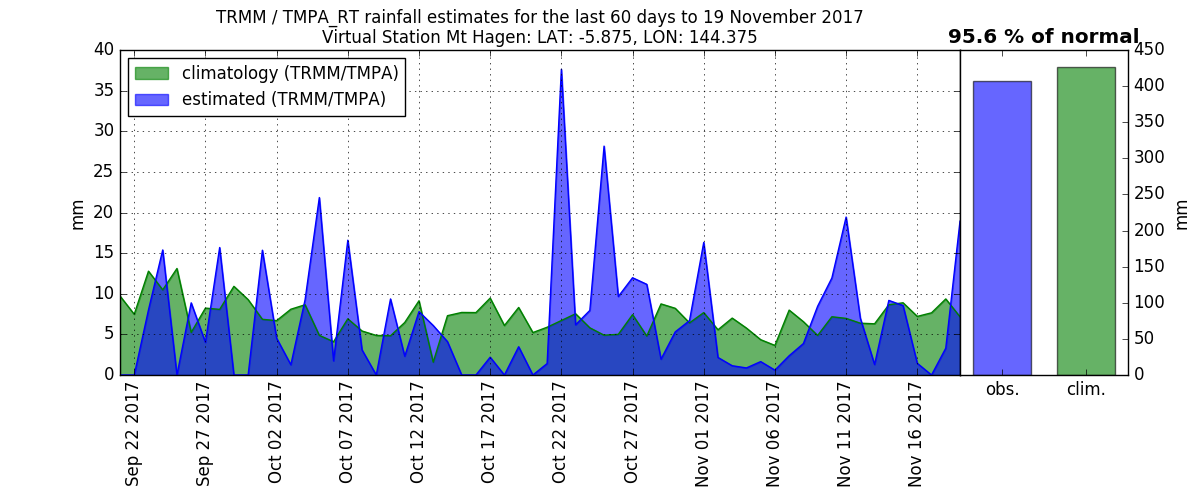 TRMM / TMPA_RT rainfall estimates for the last 60 days to 19 November 2017
Virtual Station Mt Hagen: LAT: -5.875, LON: 144.375
95.6 % of normal
climatology (TRMM/TMPA)
estimated (TRMM/TMPA)
mm
40
35
30
25
20
15
10
5
0
450
400
350
300
250
200
150
100
50
0
mm
Sep 22 2017
Sep 27 2017
Oct 02 2017
Oct 07 2017
Oct 12 2017
Oct 17 2017
Oct 22 2017
Oct 27 2017
Nov 01 2017
Nov 06 2017
Nov 11 2017
Nov 16 2017
obs.
clim.